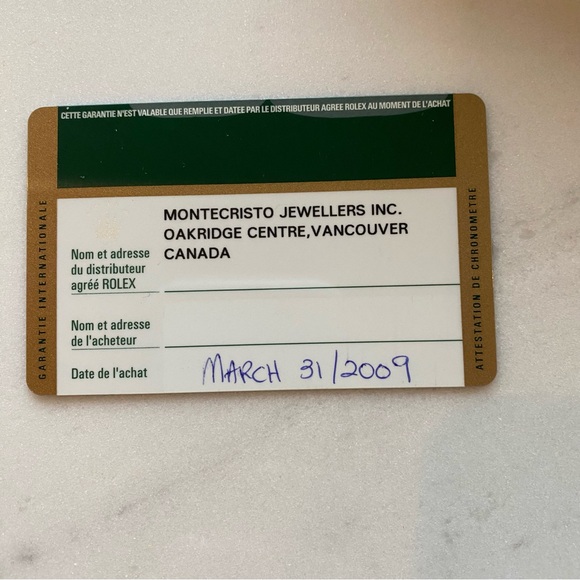 CETTE GARANTIE N'EST VALABLE QUE REMPLIE ET DATEE PAR LE DISTRIBUTEUR AGREE ROLEX AU MOMENT DE L'ACHAT
GARANTIE INTERNATIONALE
MONTECRISTO JEWELLERS INC.
OAKRIDGE CENTRE,VANCOUVER
CANADA
Nom et adresse
du distributeur
agréé ROLEX
Nom et adresse
de l'acheteur
Date de l'achat
MARCH 31/2009
ATTESTATION DE CHRONOMETRE